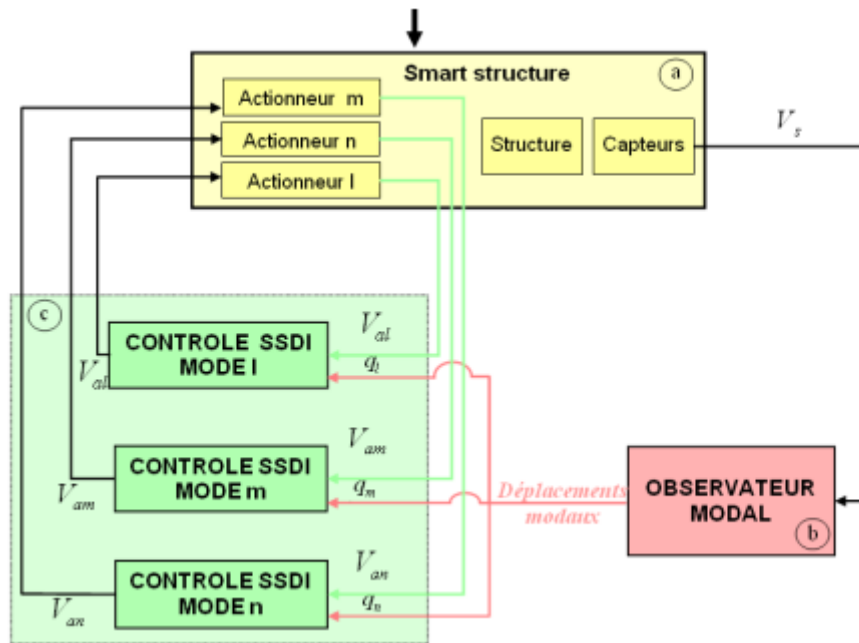 Smart structure
a
Actionneur m
Actionneur n
Actionneur l
Structure
Capteurs
V_s
c
CONTROLE SSDI
MODE l
V_al
V_al
q_l
CONTROLE SSDI
MODE m
V_am
V_am
q_m
CONTROLE SSDI
MODE n
V_an
V_an
q_n
Déplacements
modaux
OBSERVATEUR
MODAL
b